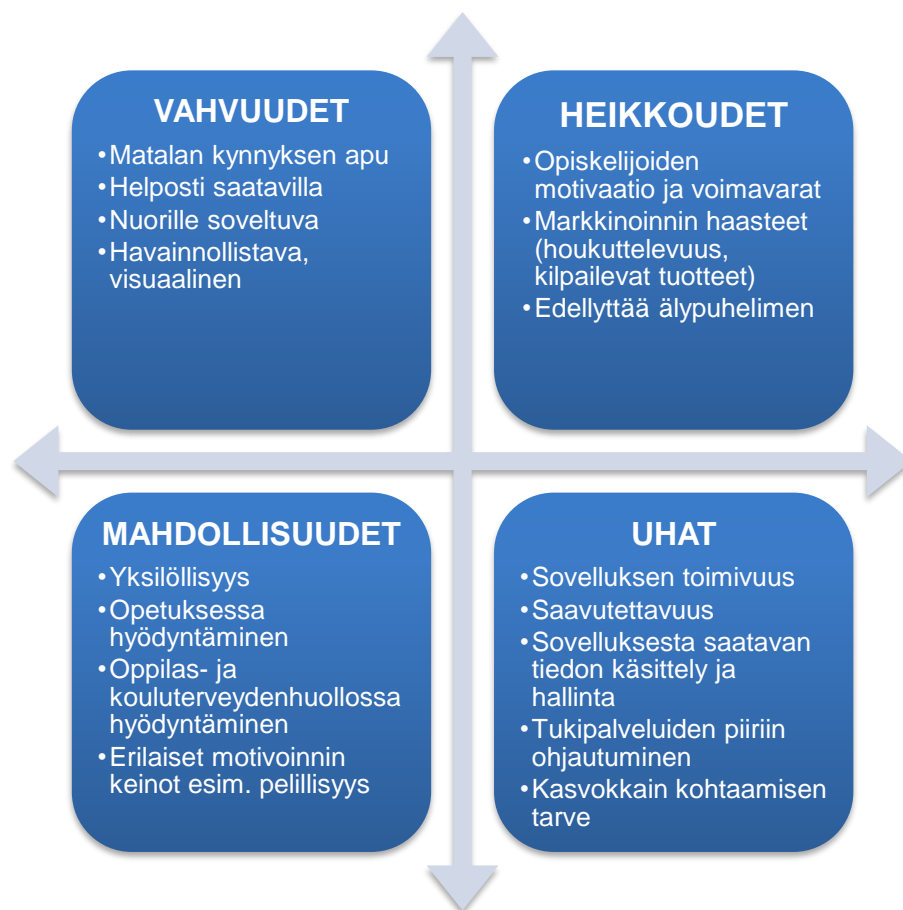 VAHVUUDET
•Matalan kynnyksen apu
•Helposti saatavilla
•Nuorille soveltuva
•Havainnollistava,
visuaalinen
HEIKKOUDET
•Opiskelijoiden
motivaatio ja voimavarat
•Markkinoinnin haasteet
(houkuttelevuus,
kilpailevat tuotteet)
•Edellyttää älypuhelimen
MAHDOLLISUUDET
•Yksilöllisyys
•Opetuksessa
hyödyntäminen
•Oppilas- ja
kouluterveydenhuollossa
hyödyntäminen
•Erilaiset motivoinnin
keinot esim. pelillisyys
UHAT
•Sovelluksen toimivuus
•Saavutettavuus
•Sovelluksesta saatavan
tiedon käsittely ja
hallinta
•Tukipalveluiden piiriin
ohjautuminen
•Kasvokkain kohtaamisen
tarve